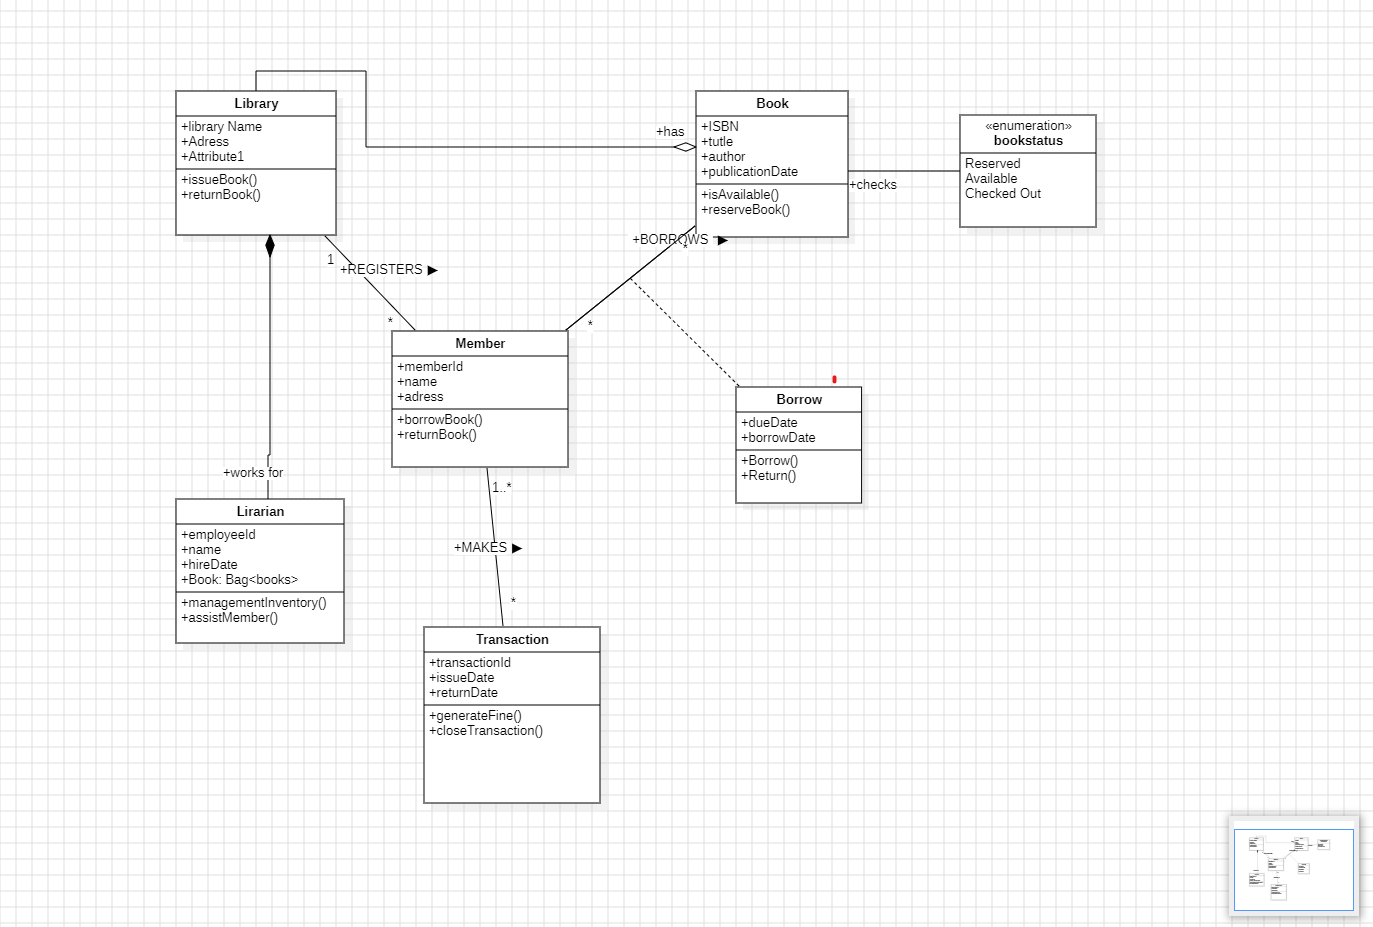 Library
+library Name
+Adress
+Attribute1
+issueBook()
+returnBook()
+has
Book
+ISBN
+tutle
+author
+publicationDate
+isAvailable()
+reserveBook()
«enumeration»
bookstatus
Reserved
Available
Checked Out
+checks
+BORROWS ▶
*
*
1
+REGISTERS ▶
*
Member
+memberId
+name
+adress
+borrowBook()
+returnBook()
Borrow
+dueDate
+borrowDate
+Borrow()
+Return()
+works for
Lirarian
+employeeId
+name
+hireDate
+Book: Bag<books>
+managementInventory()
+assistMember()
1..*
+MAKES ▶
*
Transaction
+transactionId
+issueDate
+returnDate
+generateFine()
+closeTransaction()